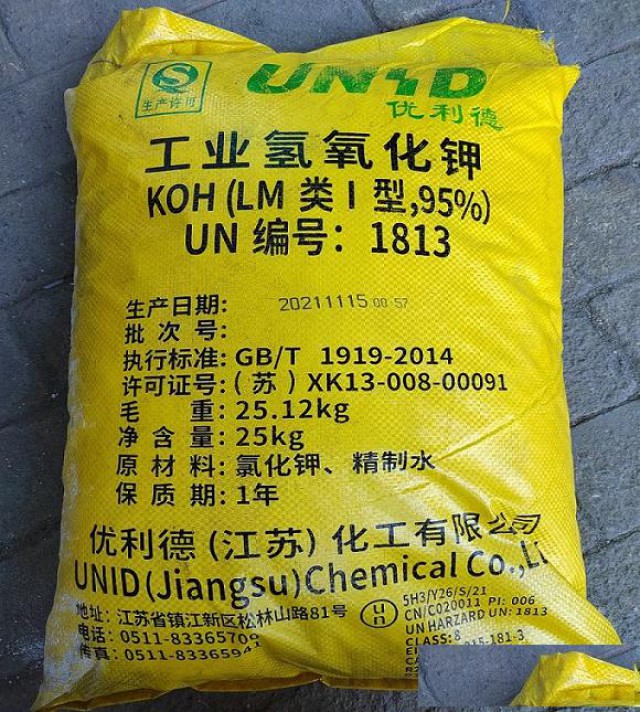 生产许可
UNID
优利德
工业氢氧化钾
KOH (LM 类 I 型,95%)
UN 编号: 1813
生产日期: 20211115 00 57
批次号:
执行标准: GB/T 1919-2014
许可证号: (苏) XK13-008-00091
毛 重: 25.12kg
净含量: 25kg
原材料: 氯化钾、精制水
保质期: 1年
优利德 (江苏) 化工有限公司
UNID (Jiangsu) Chemical Co.,
地址: 江苏省镇江新区松林山路81号
电话: 0511-83365709
传真: 0511-83365941
un
5H3/Y26/S/21
CN/C020011 PI: 006
UN HARZARD UN: 1813
CLASS: 8